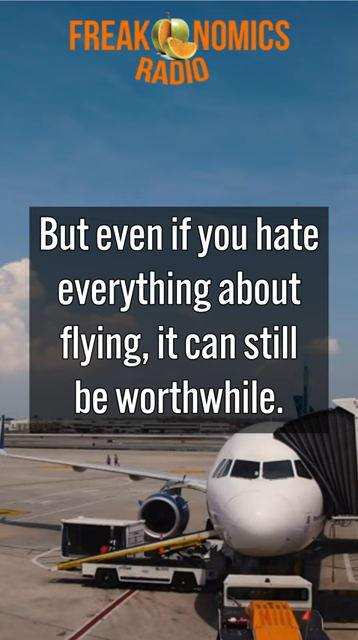 FREAKONOMICS
RADIO
But even if you hate
everything about
flying, it can still
be worthwhile.